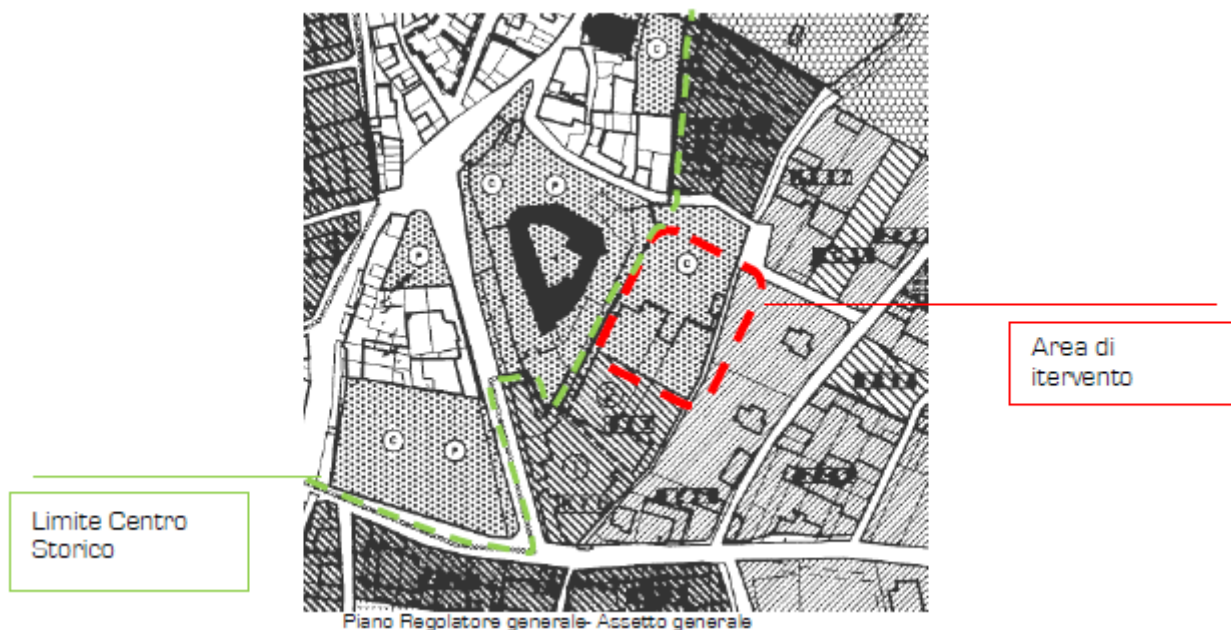 Area di
itervento
Limite Centro
Storico
Piano Regolatore generale- Assetto generale